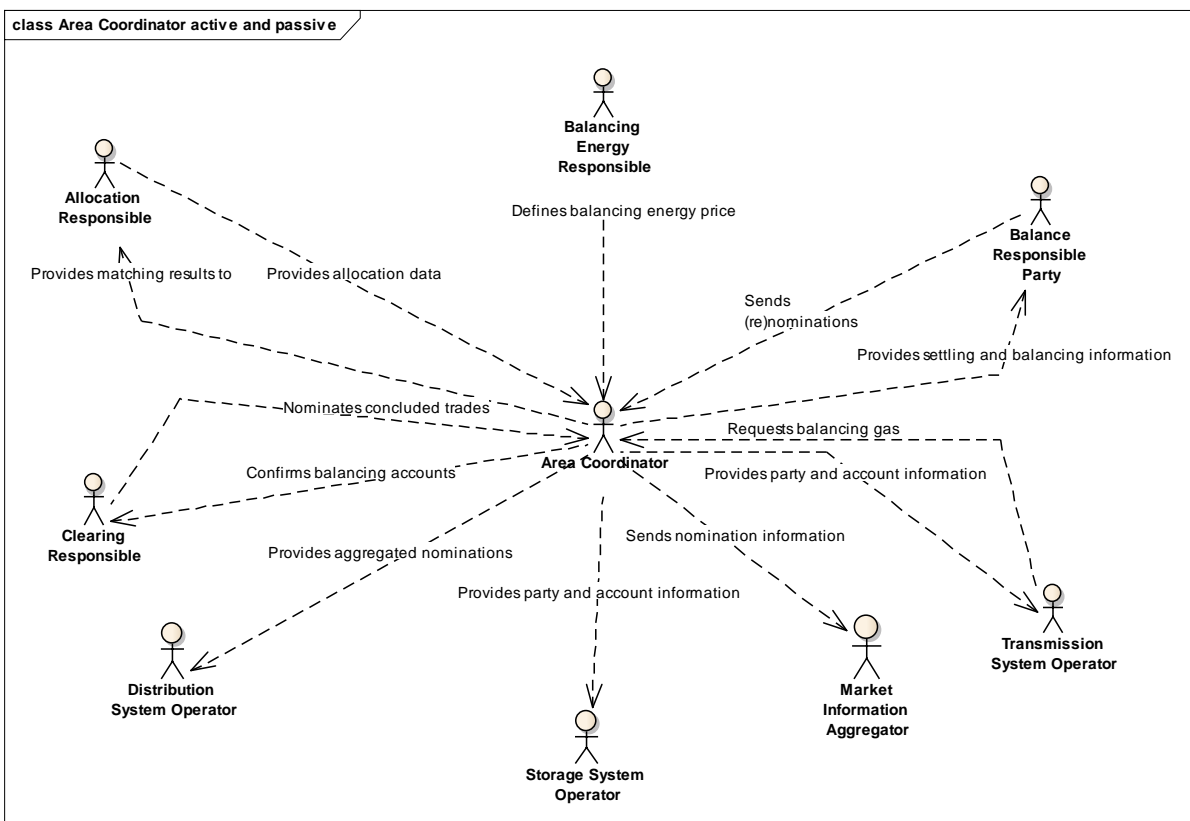 class Area Coordinator active and passive
Balancing
Energy
Responsible
Allocation
Responsible
Balance
Responsible
Party
Defines balancing energy price
Provides matching results to
Provides allocation data
Sends
(re)nominations
Provides settling and balancing information
Nominates concluded trades
Requests balancing gas
Area Coordinator
Confirms balancing accounts
Provides party and account information
Clearing
Responsible
Sends nomination information
Provides aggregated nominations
Provides party and account information
Transmission
System Operator
Distribution
System Operator
Market
Information
Aggregator
Storage System
Operator